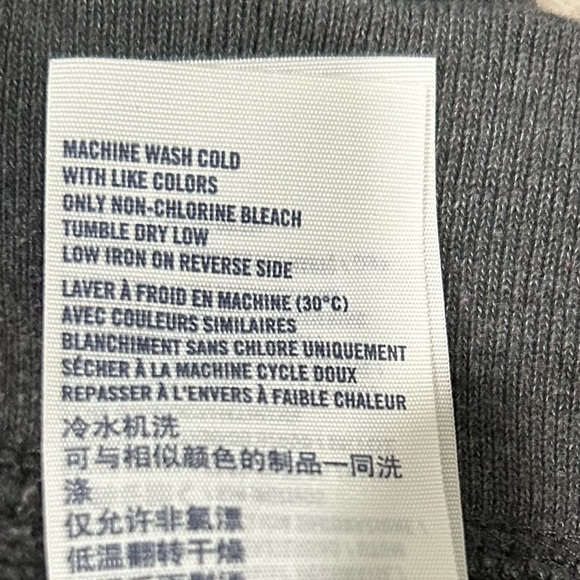 MACHINE WASH COLD
WITH LIKE COLORS
ONLY NON-CHLORINE BLEACH
TUMBLE DRY LOW
LOW IRON ON REVERSE SIDE
LAVER À FROID EN MACHINE (30°C)
AVEC COULEURS SIMILAIRES
BLANCHIMENT SANS CHLORE UNIQUEMENT
SÉCHER À LA MACHINE CYCLE DOUX
REPASSER À L'ENVERS À FAIBLE CHALEUR
冷水机洗
可与相似颜色的制品一同洗
涤
仅允许非氯漂
低温翻转干燥